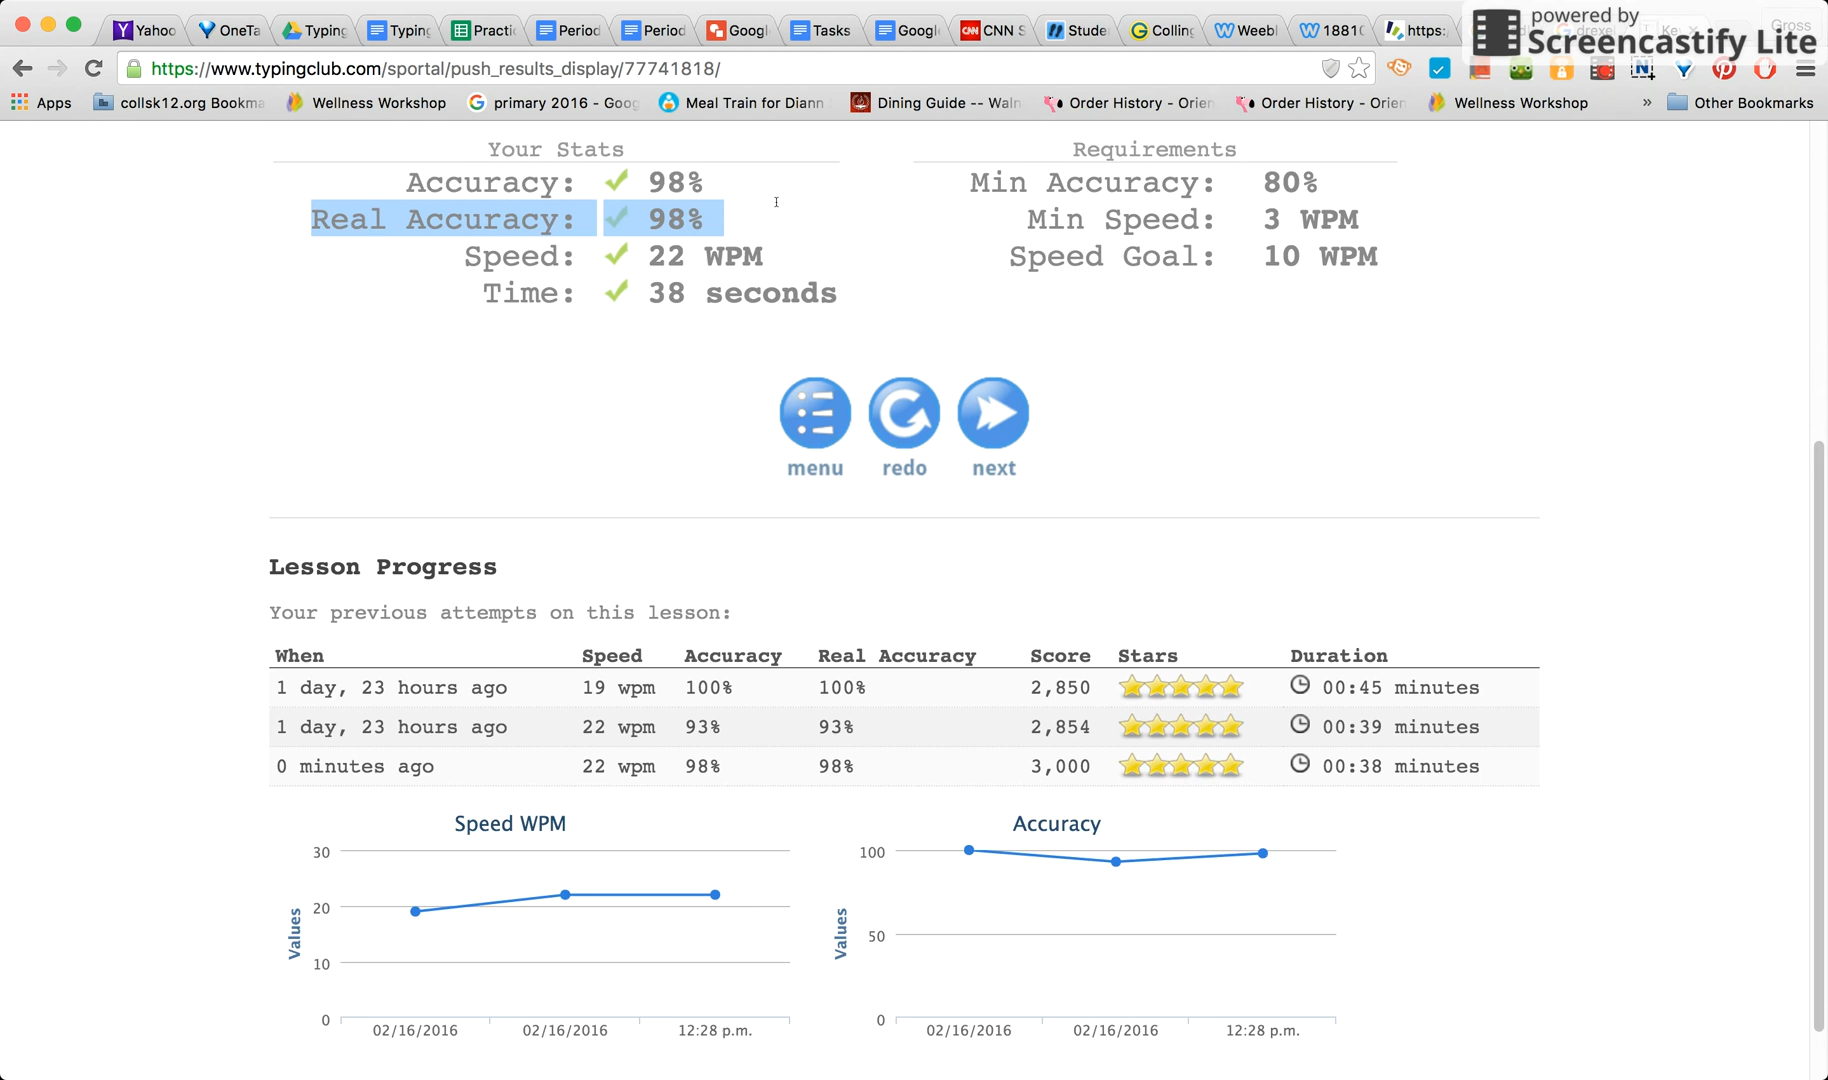 Yahoo
OneTa
Typing
Typing
Practi
Period
Period
Googl
Tasks
Googl
CNN S
Stude
Colling
Weebl
1881
https:
powered by
Screencastify Lite
https://www.typingclub.com/sportal/push_results_display/77741818/
Apps
collsk12.org Bookma
Wellness Workshop
primary 2016 - Goog
Meal Train for Diann
Dining Guide -- Waln
Order History - Orien
Order History - Orien
Wellness Workshop
»
Other Bookmarks
Your Stats
Accuracy: 98%
Real Accuracy: 98%
Speed: 22 WPM
Time: 38 seconds
Requirements
Min Accuracy: 80%
Min Speed: 3 WPM
Speed Goal: 10 WPM
menu
redo
next
Lesson Progress
Your previous attempts on this lesson:
When Speed Accuracy Real Accuracy Score Stars Duration
1 day, 23 hours ago 19 wpm 100% 100% 2,850 00:45 minutes
1 day, 23 hours ago 22 wpm 93% 93% 2,854 00:39 minutes
0 minutes ago 22 wpm 98% 98% 3,000 00:38 minutes
Speed WPM
30
20
10
0
Values
02/16/2016 02/16/2016 12:28 p.m.
Accuracy
100
50
0
Values
02/16/2016 02/16/2016 12:28 p.m.